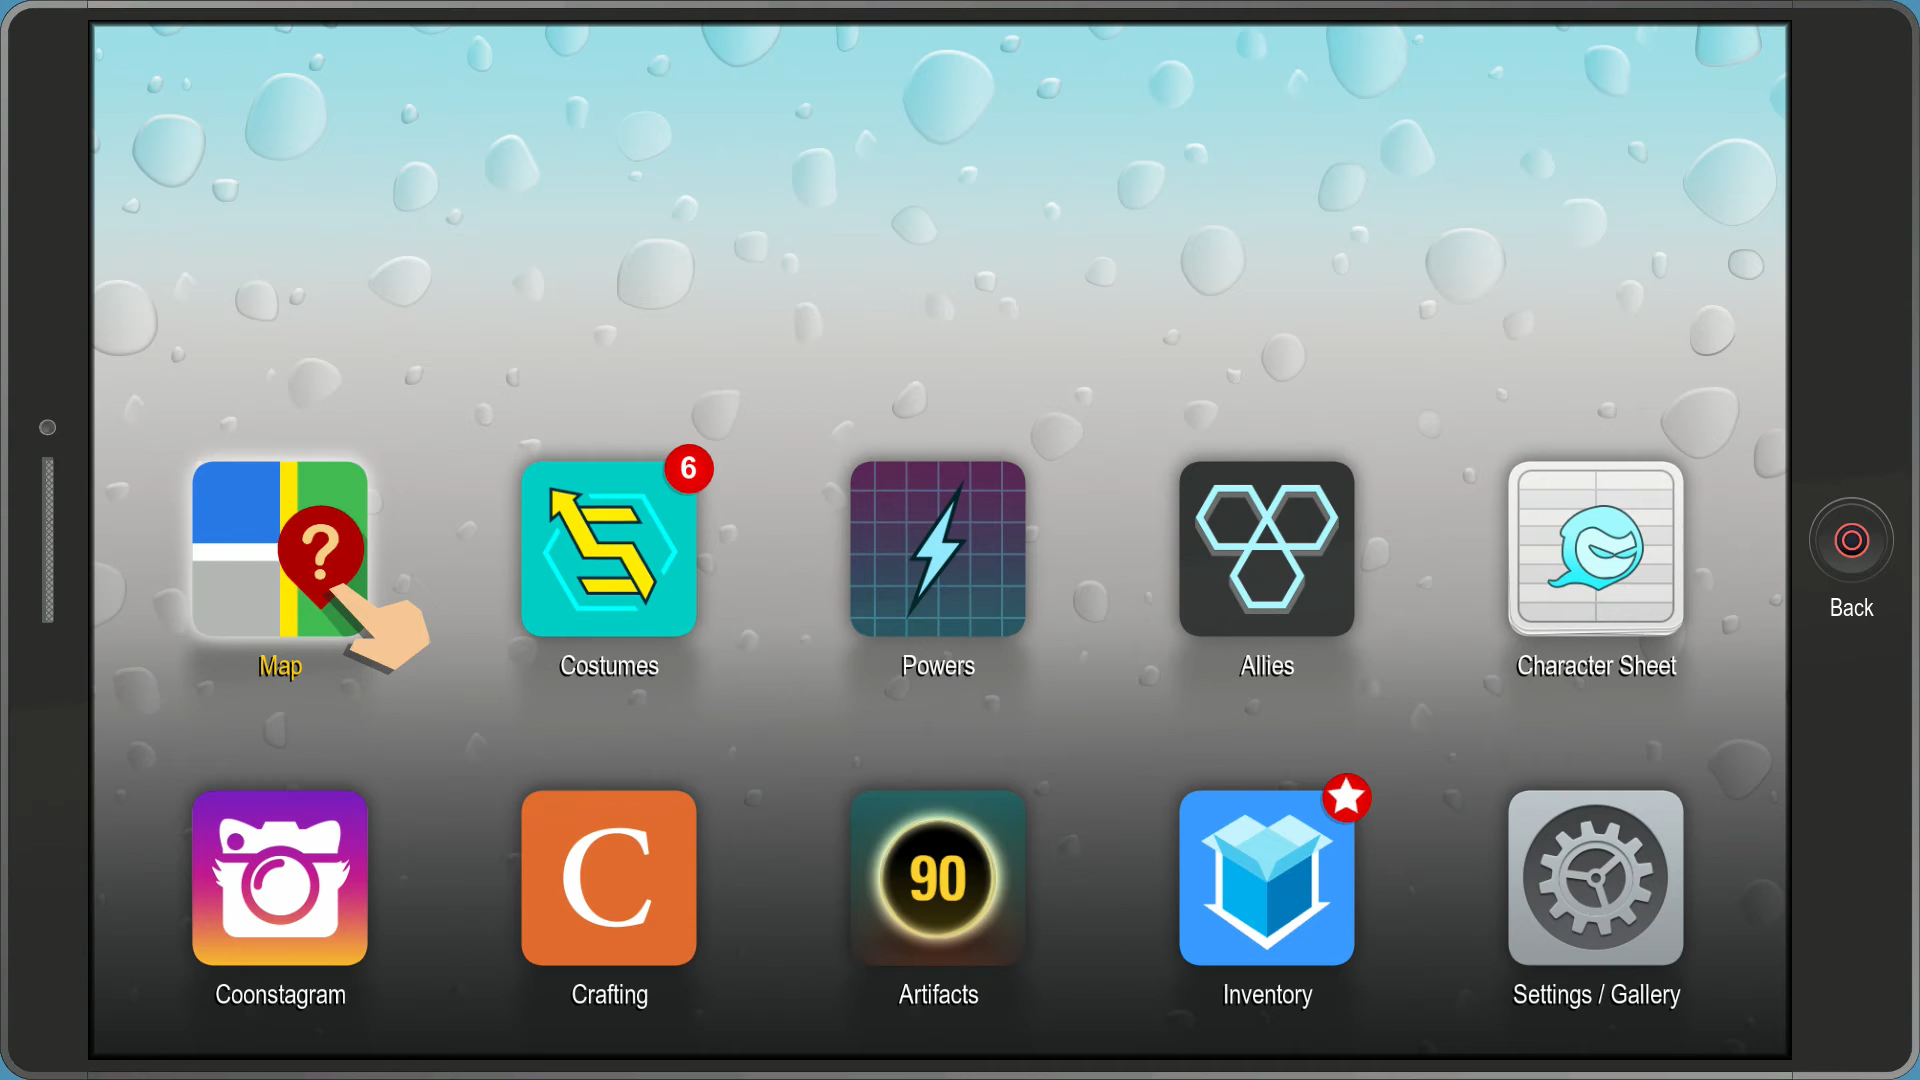 6
?
Map
Costumes
Powers
Allies
Character Sheet
Back
C
90
Coonstagram
Crafting
Artifacts
Inventory
Settings / Gallery